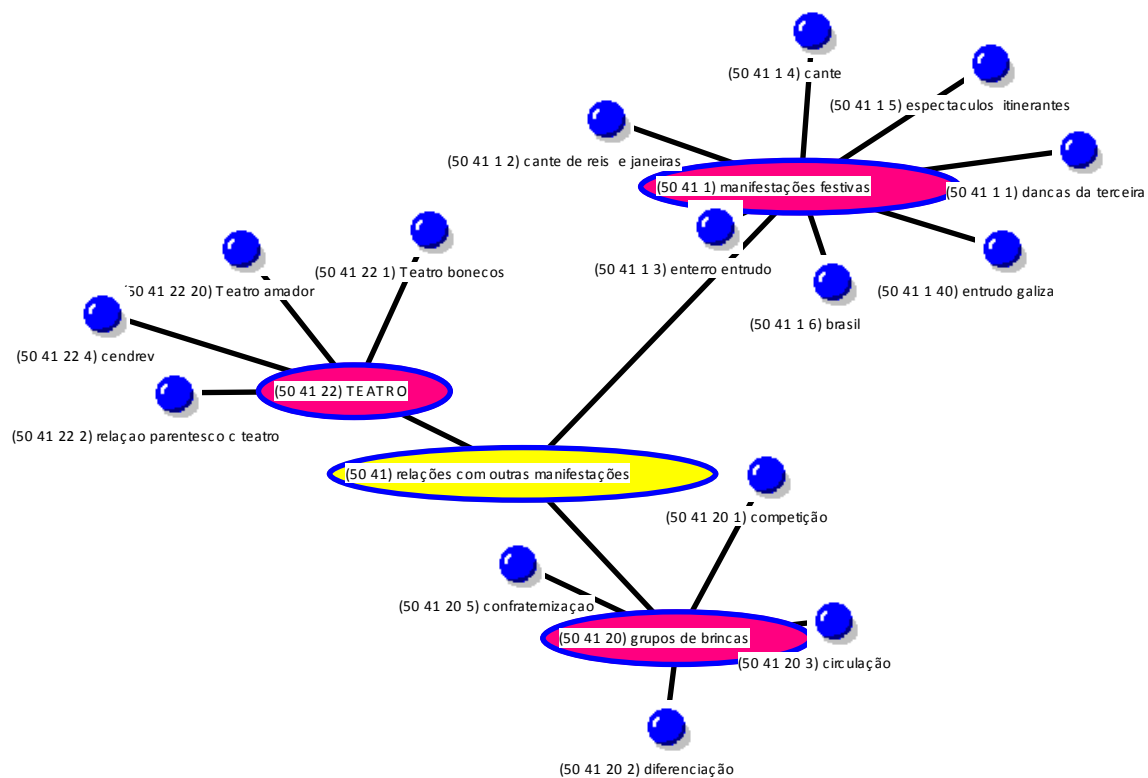 (50 41 1 4) cante
(50 41 1 5) espectaculos itinerantes
(50 41 1 2) cante de reis e janeiras
(50 41 1) manifestações festivas
(50 41 1 1) dancas da terceira
(50 41 1 3) enterro entrudo
(50 41 22 1) Teatro bonecos
(50 41 22 20) Teatro amador
(50 41 1 40) entrudo galiza
(50 41 1 6) brasil
(50 41 22 4) cendrev
(50 41 22) TEATRO
(50 41 22 2) relaçao parentesco c teatro
(50 41) relações com outras manifestações
(50 41 20 1) competição
(50 41 20 5) confraternizaçao
(50 41 20) grupos de brincas
(50 41 20 3) circulação
(50 41 20 2) diferenciação